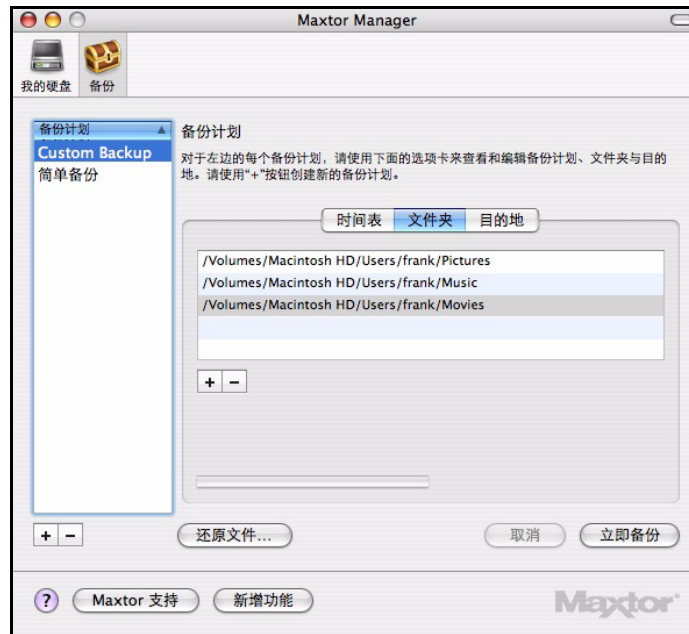 Maxtor Manager
我的硬盘
备份
备份计划
Custom Backup
简单备份
备份计划
对于左边的每个备份计划，请使用下面的选项卡来查看和编辑备份计划、文件夹与目的
地。请使用“+”按钮创建新的备份计划。
时间表
文件夹
目的地
/Volumes/Macintosh HD/Users/frank/Pictures
/Volumes/Macintosh HD/Users/frank/Music
/Volumes/Macintosh HD/Users/frank/Movies
+ −
+ −
还原文件...
取消
立即备份
?
Maxtor 支持
新增功能
Maxtor